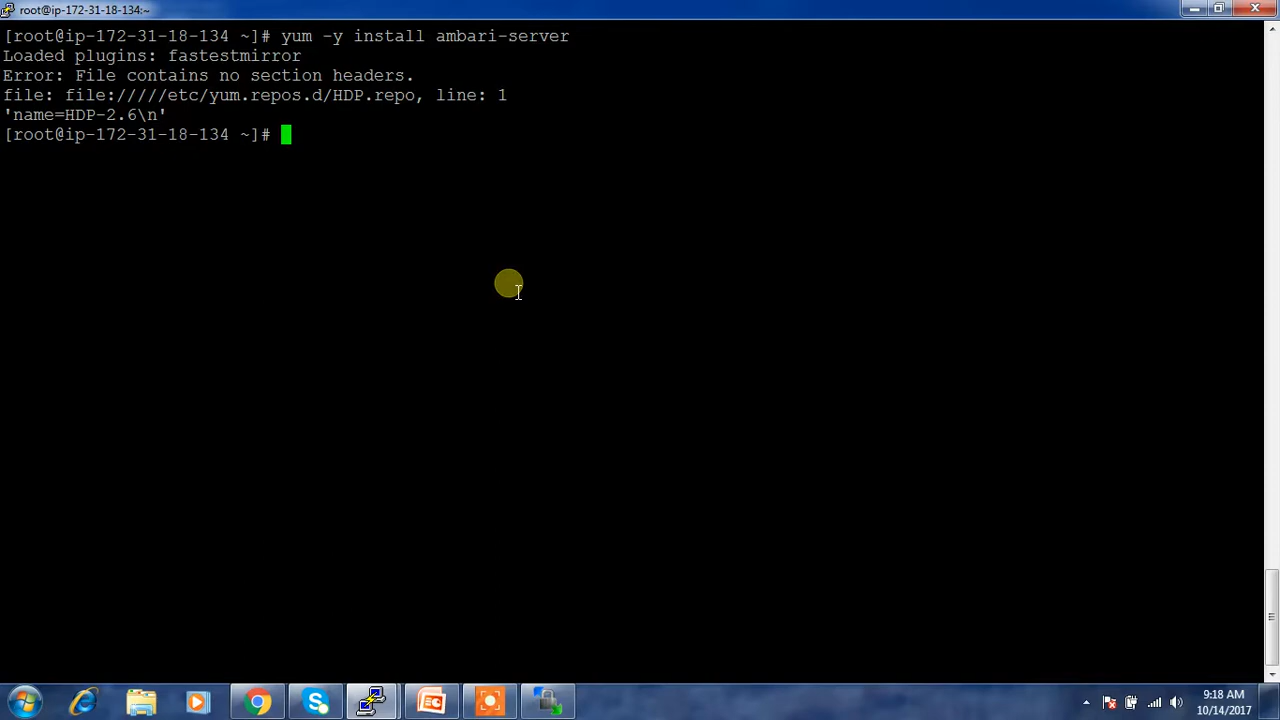 root@ip-172-31-18-134:~
[root@ip-172-31-18-134 ~]# yum -y install ambari-server
Loaded plugins: fastestmirror
Error: File contains no section headers.
file: file://///etc/yum.repos.d/HDP.repo, line: 1
'name=HDP-2.6\n'
[root@ip-172-31-18-134 ~]#
9:18 AM
10/14/2017